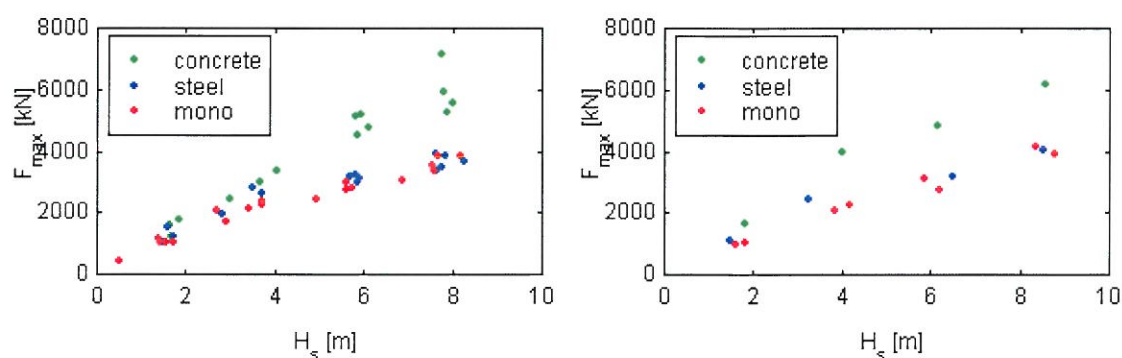 8000
6000
4000
2000
0
F_max [kN]
concrete
steel
mono
0 2 4 6 8 10
H_s [m]
8000
6000
4000
2000
0
F_max [kN]
concrete
steel
mono
0 2 4 6 8 10
H_s [m]